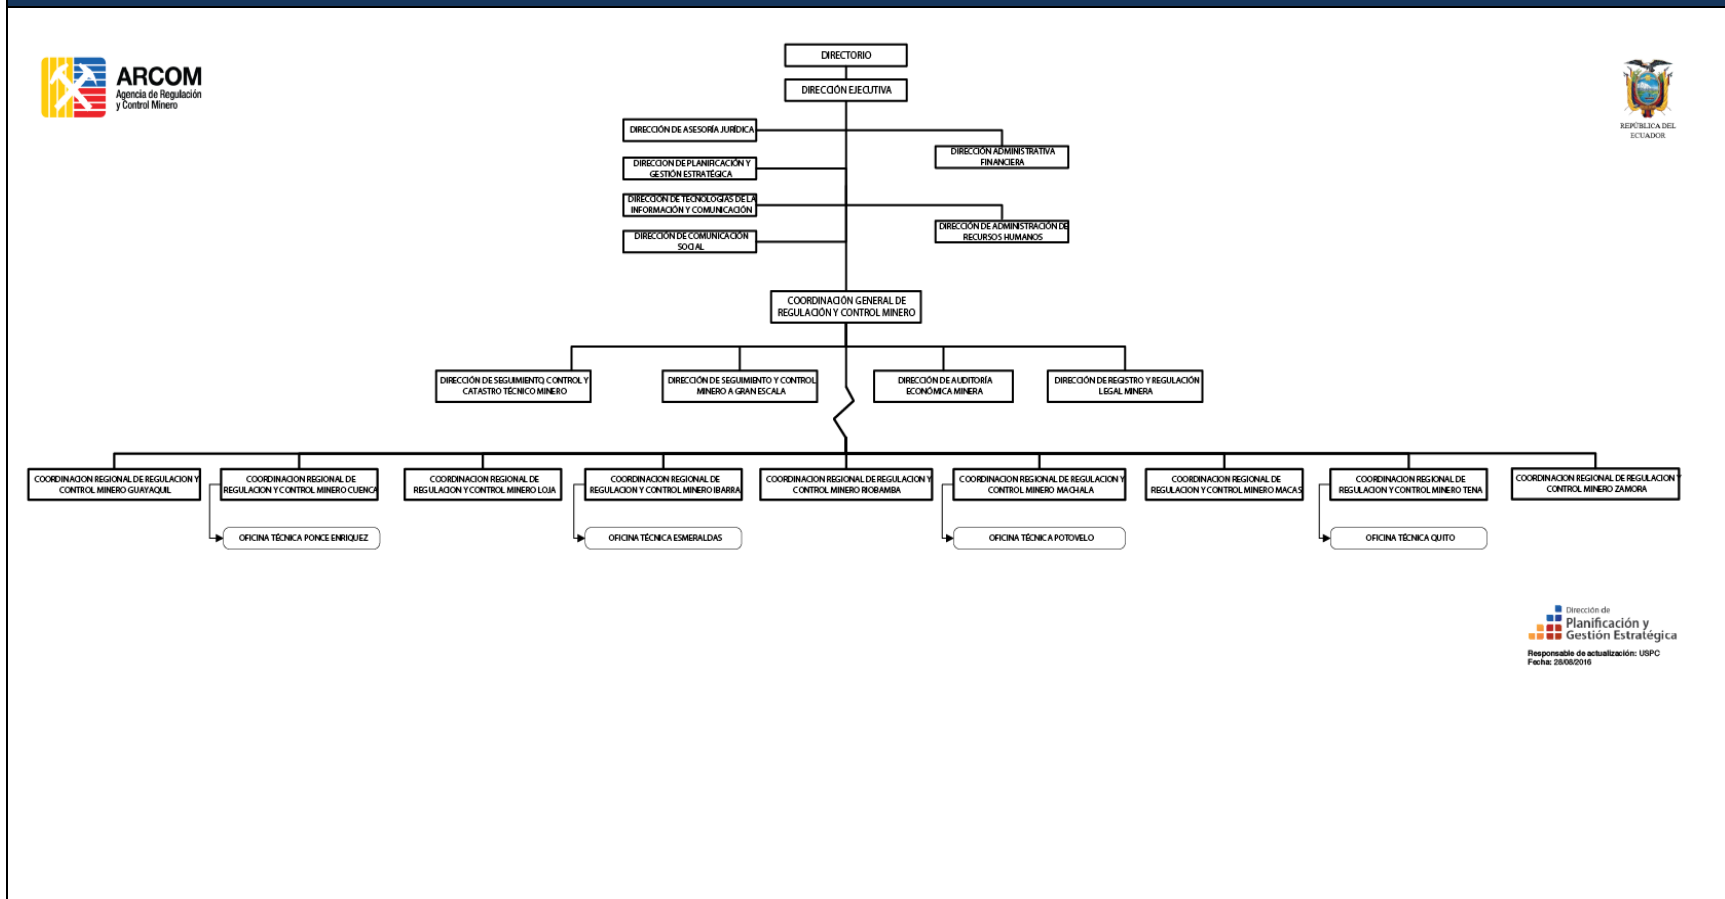 ARCOM
Agencia de Regulación
y Control Minero
REPÚBLICA DEL
ECUADOR
DIRECTORIO
DIRECCIÓN EJECUTIVA
DIRECCIÓN DE ASESORÍA JURÍDICA
DIRECCIÓN ADMINISTRATIVA
FINANCIERA
DIRECCION DE PLANIFICACIÓN Y
GESTIÓN ESTRATÉGICA
DIRECCIÓN DE TECNOLOGÍAS DE LA
INFORMACIÓN Y COMUNICACIÓN
DIRECCIÓN DE ADMINISTRACIÓN DE
RECURSOS HUMANOS
DIRECCIÓN DE COMUNICACIÓN
SOCIAL
COORDINACIÓN GENERAL DE
REGULACIÓN Y CONTROL MINERO
DIRECCIÓN DE SEGUIMIENTO, CONTROL Y
CATASTRO TÉCNICO MINERO
DIRECCIÓN DE SEGUIMIENTO Y CONTROL
MINERO A GRAN ESCALA
DIRECCIÓN DE AUDITORÍA
ECONÓMICA MINERA
DIRECCIÓN DE REGISTRO Y REGULACIÓN
LEGAL MINERA
COORDINACION REGIONAL DE REGULACION Y
CONTROL MINERO GUAYAQUIL
COORDINACION REGIONAL DE
REGULACION Y CONTROL MINERO CUENCA
COORDINACION REGIONAL DE
REGULACION Y CONTROL MINERO LOJA
COORDINACION REGIONAL DE
REGULACION Y CONTROL MINERO IBARRA
COORDINACION REGIONAL DE REGULACION Y
CONTROL MINERO RIOBAMBA
COORDINACION REGIONAL DE REGULACION Y
CONTROL MINERO MACHALA
COORDINACION REGIONAL DE
REGULACION Y CONTROL MINERO MACAS
COORDINACION REGIONAL DE
REGULACION Y CONTROL MINERO TENA
COORDINACION REGIONAL DE REGULACION Y
CONTROL MINERO ZAMORA
OFICINA TÉCNICA PONCE ENRIQUEZ
OFICINA TÉCNICA ESMERALDAS
OFICINA TÉCNICA POTOVELO
OFICINA TÉCNICA QUITO
Dirección de
Planificación y
Gestión Estratégica
Responsable de actualización: USPC
Fecha: 28/08/2016